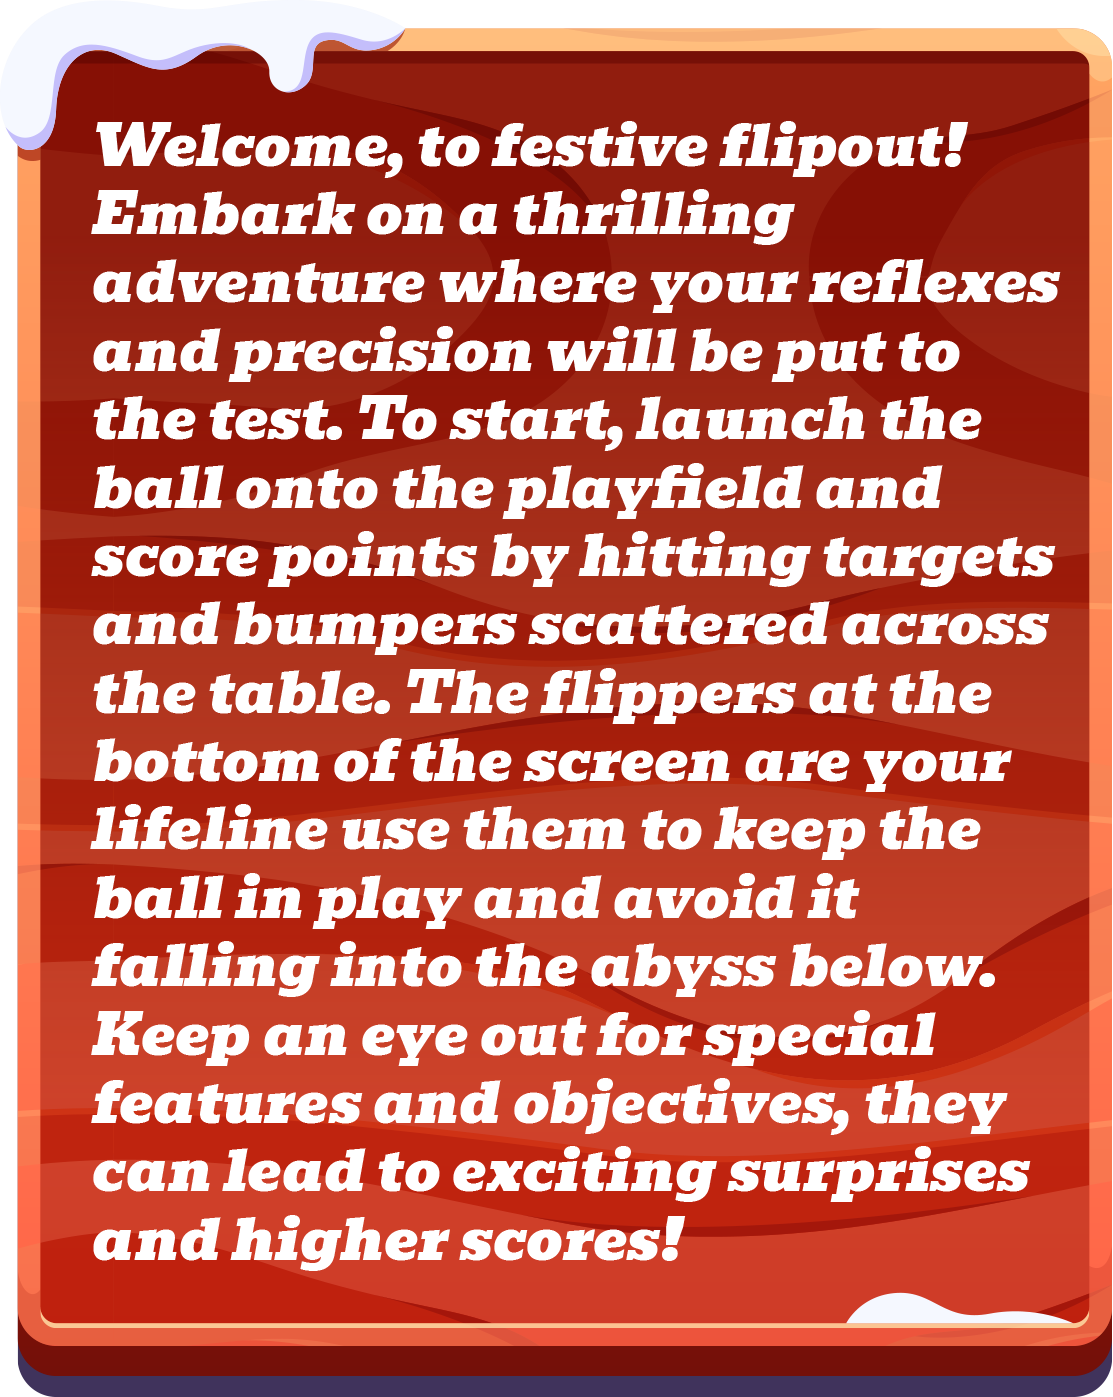 Welcome, to festive flipout!
Embark on a thrilling
adventure where your reflexes
and precision will be put to
the test. To start, launch the
ball onto the playfield and
score points by hitting targets
and bumpers scattered across
the table. The flippers at the
bottom of the screen are your
lifeline use them to keep the
ball in play and avoid it
falling into the abyss below.
Keep an eye out for special
features and objectives, they
can lead to exciting surprises
and higher scores!